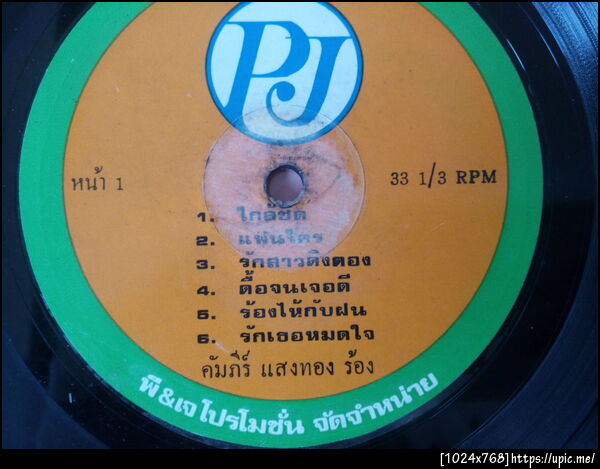 PJ
หน้า 1
33 1/3 RPM
1. ใกล้ชิด
2. แฟนใคร
3. รักสาวติงตอง
4. ดื้อจนเจอดี
5. ร้องไห้กับฝน
6. รักเธอหมดใจ
คัมภีร์ แสงทอง ร้อง
พี&เจ โปรโมชั่น จัดจำหน่าย
[1024x768]https://upic.me/